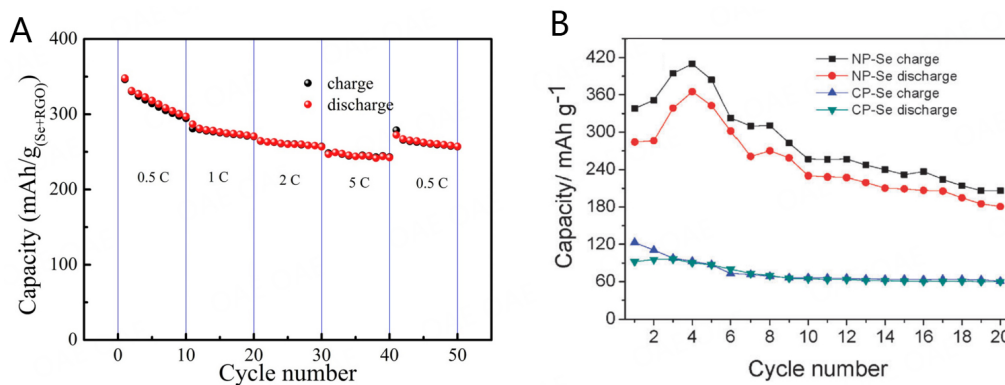 A
400
300
200
100
0
Capacity (mAh/g(Se+RGO))
charge
discharge
0.5 C
1 C
2 C
5 C
0.5 C
0
10
20
30
40
50
Cycle number
B
420
360
300
240
180
120
60
0
Capacity/ mAh g-1
NP-Se charge
NP-Se discharge
CP-Se charge
CP-Se discharge
2
4
6
8
10
12
14
16
18
20
Cycle number